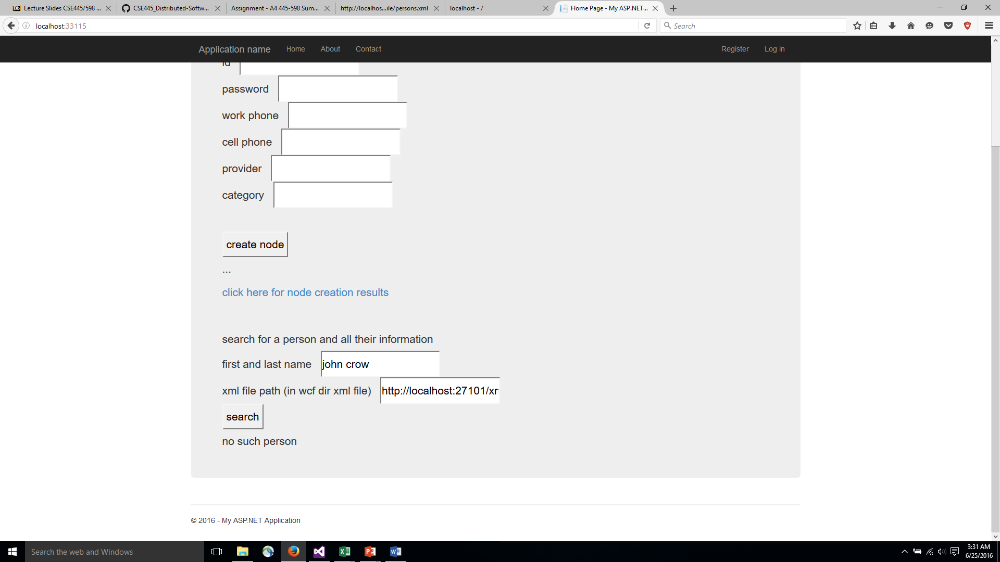 Bb Lecture Slides CSE445/598 ...
CSE445_Distributed-Softw...
Assignment - A4 445-598 Sum...
http://localhos...ile/persons.xml
localhost - /
Home Page - My ASP.NET...
localhost:33115
Search
Application name Home About Contact Register Log in
id
password
work phone
cell phone
provider
category
create node
...
click here for node creation results
search for a person and all their information
first and last name john crow
xml file path (in wcf dir xml file) http://localhost:27101/xm
search
no such person
© 2016 - My ASP.NET Application
Search the web and Windows
3:31 AM
6/25/2016